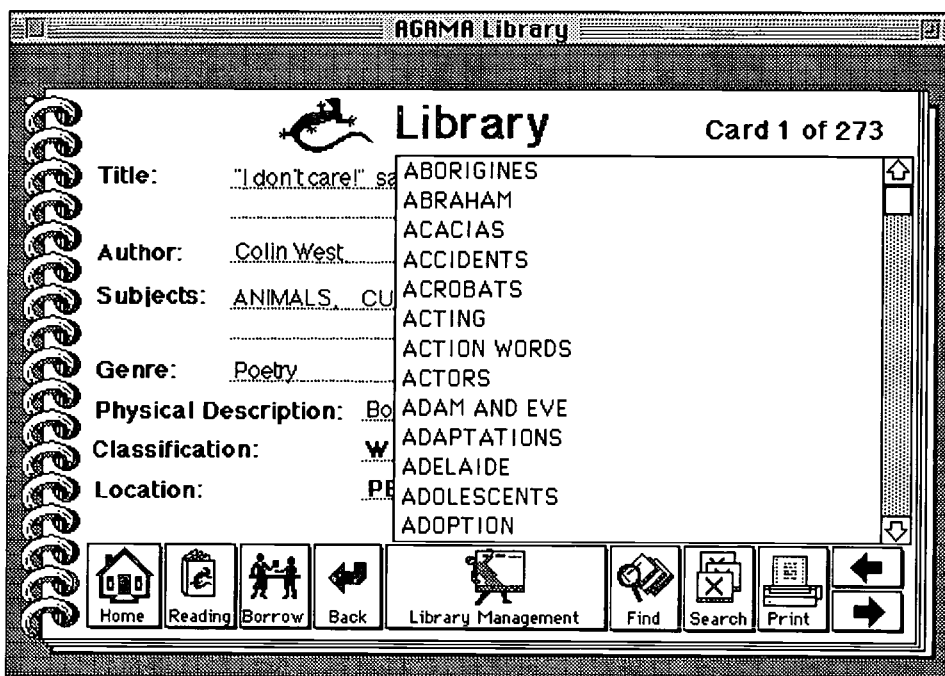 AGAMA Library
Library
Card 1 of 273
Title: "I don't care!" sa
Author: Colin West
Subjects: ANIMALS, CU
Genre: Poetry
Physical Description: Bo
Classification: W
Location: PE
ABORIGINES
ABRAHAM
ACACIAS
ACCIDENTS
ACROBATS
ACTING
ACTION WORDS
ACTORS
ADAM AND EVE
ADAPTATIONS
ADELAIDE
ADOLESCENTS
ADOPTION
Home Reading Borrow Back Library Management Find Search Print